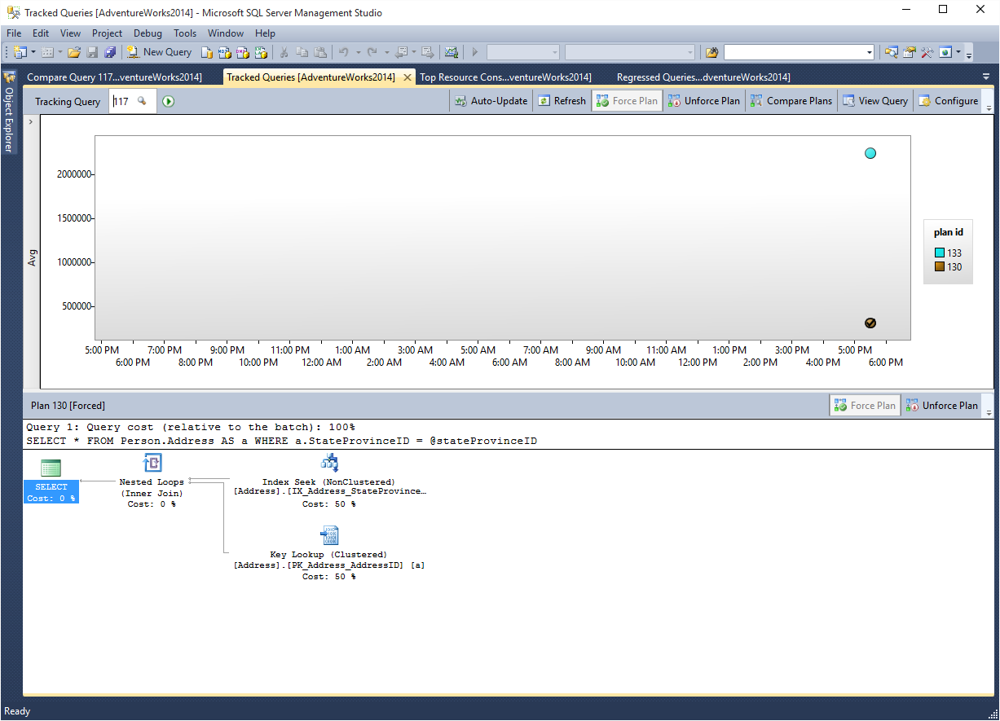 Tracked Queries [AdventureWorks2014] - Microsoft SQL Server Management Studio
File Edit View Project Debug Tools Window Help
New Query
Compare Query 117...ventureWorks2014]
Tracked Queries [AdventureWorks2014]
Top Resource Cons...ventureWorks2014]
Regressed Queries...dventureWorks2014]
Object Explorer
Tracking Query 117
Auto-Update Refresh Force Plan Unforce Plan Compare Plans View Query Configure
Avg
2000000
1500000
1000000
500000
5:00 PM 7:00 PM 9:00 PM 11:00 PM 1:00 AM 3:00 AM 5:00 AM 7:00 AM 9:00 AM 11:00 AM 1:00 PM 3:00 PM 5:00 PM
6:00 PM 8:00 PM 10:00 PM 12:00 AM 2:00 AM 4:00 AM 6:00 AM 8:00 AM 10:00 AM 12:00 PM 2:00 PM 4:00 PM 6:00 PM
plan id
133
130
Plan 130 [Forced]
Force Plan Unforce Plan
Query 1: Query cost (relative to the batch): 100%
SELECT * FROM Person.Address AS a WHERE a.StateProvinceID = @stateProvinceID
SELECT
Cost: 0 %
Nested Loops
(Inner Join)
Cost: 0 %
Index Seek (NonClustered)
[Address].[IX_Address_StateProvince…
Cost: 50 %
Key Lookup (Clustered)
[Address].[PK_Address_AddressID] [a]
Cost: 50 %
Ready